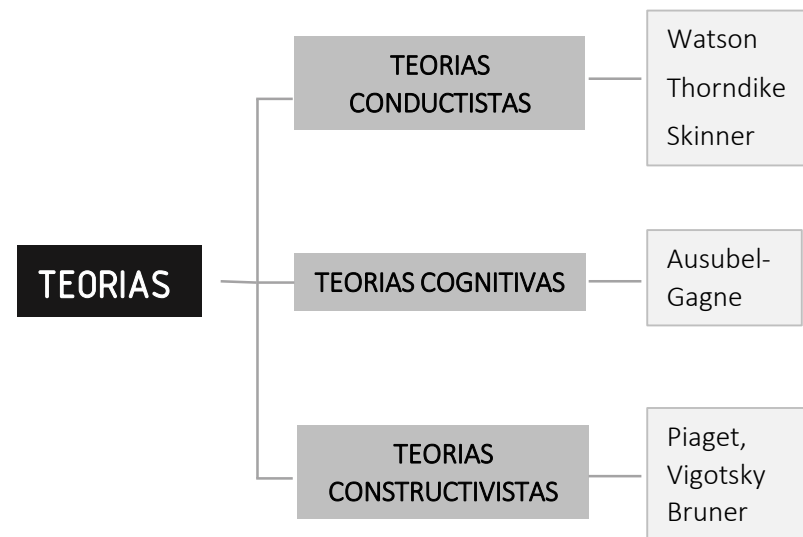 TEORIAS
CONDUCTISTAS
Watson
Thorndike
Skinner
TEORIAS
TEORIAS COGNITIVAS
Ausubel-
Gagne
TEORIAS
CONSTRUCTIVISTAS
Piaget,
Vigotsky
Bruner